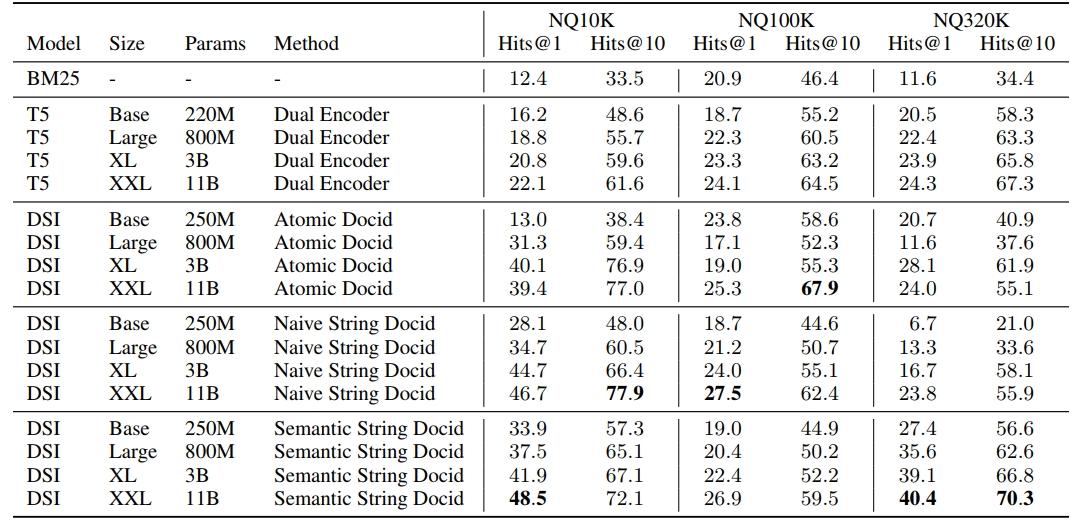 NQ10K NQ100K NQ320K
Model Size Params Method Hits@1 Hits@10 Hits@1 Hits@10 Hits@1 Hits@10
BM25 - - - 12.4 33.5 20.9 46.4 11.6 34.4
T5 Base 220M Dual Encoder 16.2 48.6 18.7 55.2 20.5 58.3
T5 Large 800M Dual Encoder 18.8 55.7 22.3 60.5 22.4 63.3
T5 XL 3B Dual Encoder 20.8 59.6 23.3 63.2 23.9 65.8
T5 XXL 11B Dual Encoder 22.1 61.6 24.1 64.5 24.3 67.3
DSI Base 250M Atomic Docid 13.0 38.4 23.8 58.6 20.7 40.9
DSI Large 800M Atomic Docid 31.3 59.4 17.1 52.3 11.6 37.6
DSI XL 3B Atomic Docid 40.1 76.9 19.0 55.3 28.1 61.9
DSI XXL 11B Atomic Docid 39.4 77.0 25.3 67.9 24.0 55.1
DSI Base 250M Naive String Docid 28.1 48.0 18.7 44.6 6.7 21.0
DSI Large 800M Naive String Docid 34.7 60.5 21.2 50.7 13.3 33.6
DSI XL 3B Naive String Docid 44.7 66.4 24.0 55.1 16.7 58.1
DSI XXL 11B Naive String Docid 46.7 77.9 27.5 62.4 23.8 55.9
DSI Base 250M Semantic String Docid 33.9 57.3 19.0 44.9 27.4 56.6
DSI Large 800M Semantic String Docid 37.5 65.1 20.4 50.2 35.6 62.6
DSI XL 3B Semantic String Docid 41.9 67.1 22.4 52.2 39.1 66.8
DSI XXL 11B Semantic String Docid 48.5 72.1 26.9 59.5 40.4 70.3